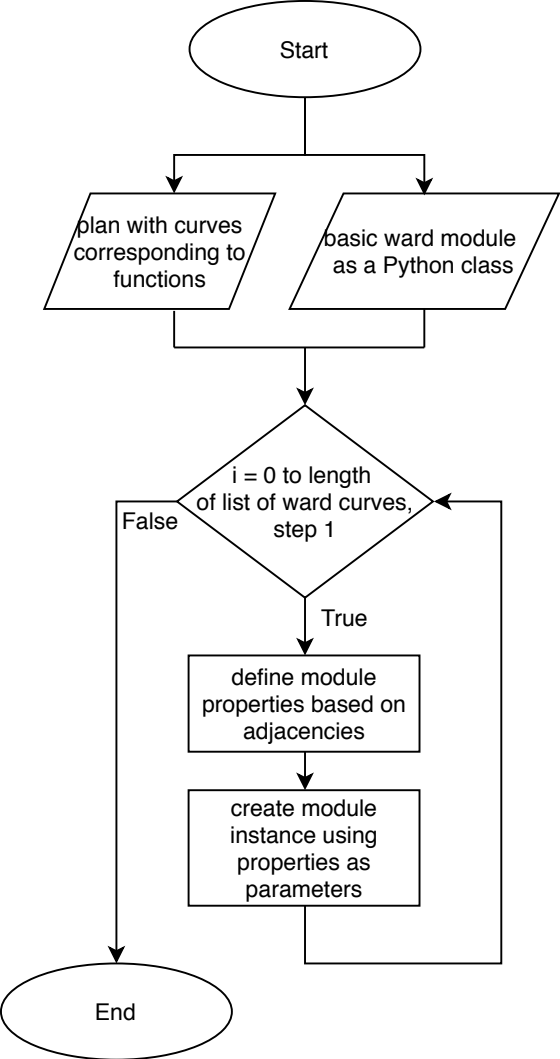 Start
plan with curves
corresponding to
functions
basic ward module
as a Python class
i = 0 to length
of list of ward curves,
step 1
False
True
define module
properties based on
adjacencies
create module
instance using
properties as
parameters
End